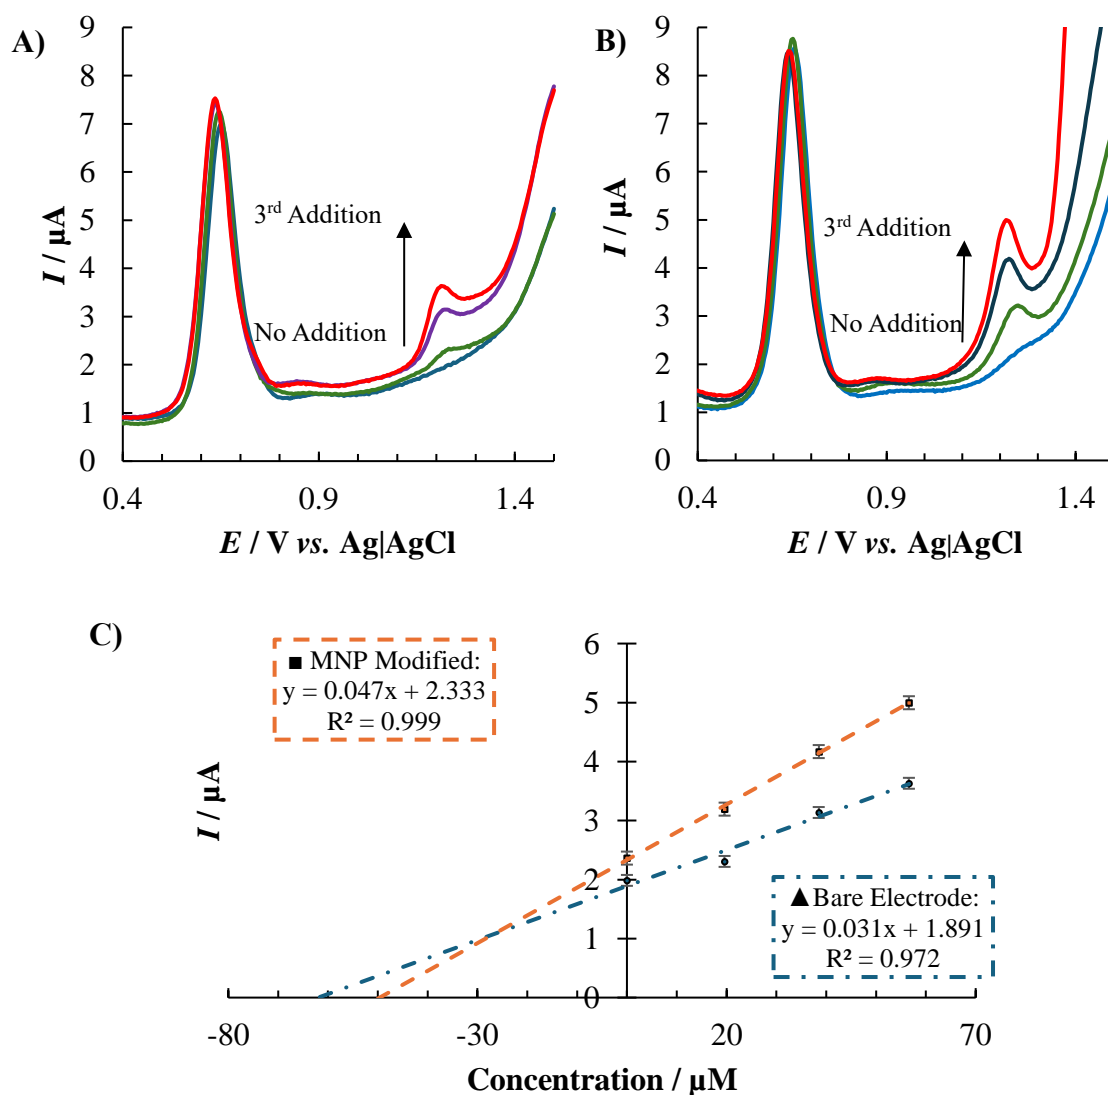 A)
9
8
7
6
5
4
3
2
1
0
I / µA
3rd Addition
No Addition
0.4
0.9
1.4
E / V vs. Ag|AgCl
B)
9
8
7
6
5
4
3
2
1
0
I / µA
3rd Addition
No Addition
0.4
0.9
1.4
E / V vs. Ag|AgCl
C)
■ MNP Modified:
y = 0.047x + 2.333
R² = 0.999
6
5
4
3
2
1
0
I / µA
▲Bare Electrode:
y = 0.031x + 1.891
R² = 0.972
-80
-30
20
70
Concentration / µM